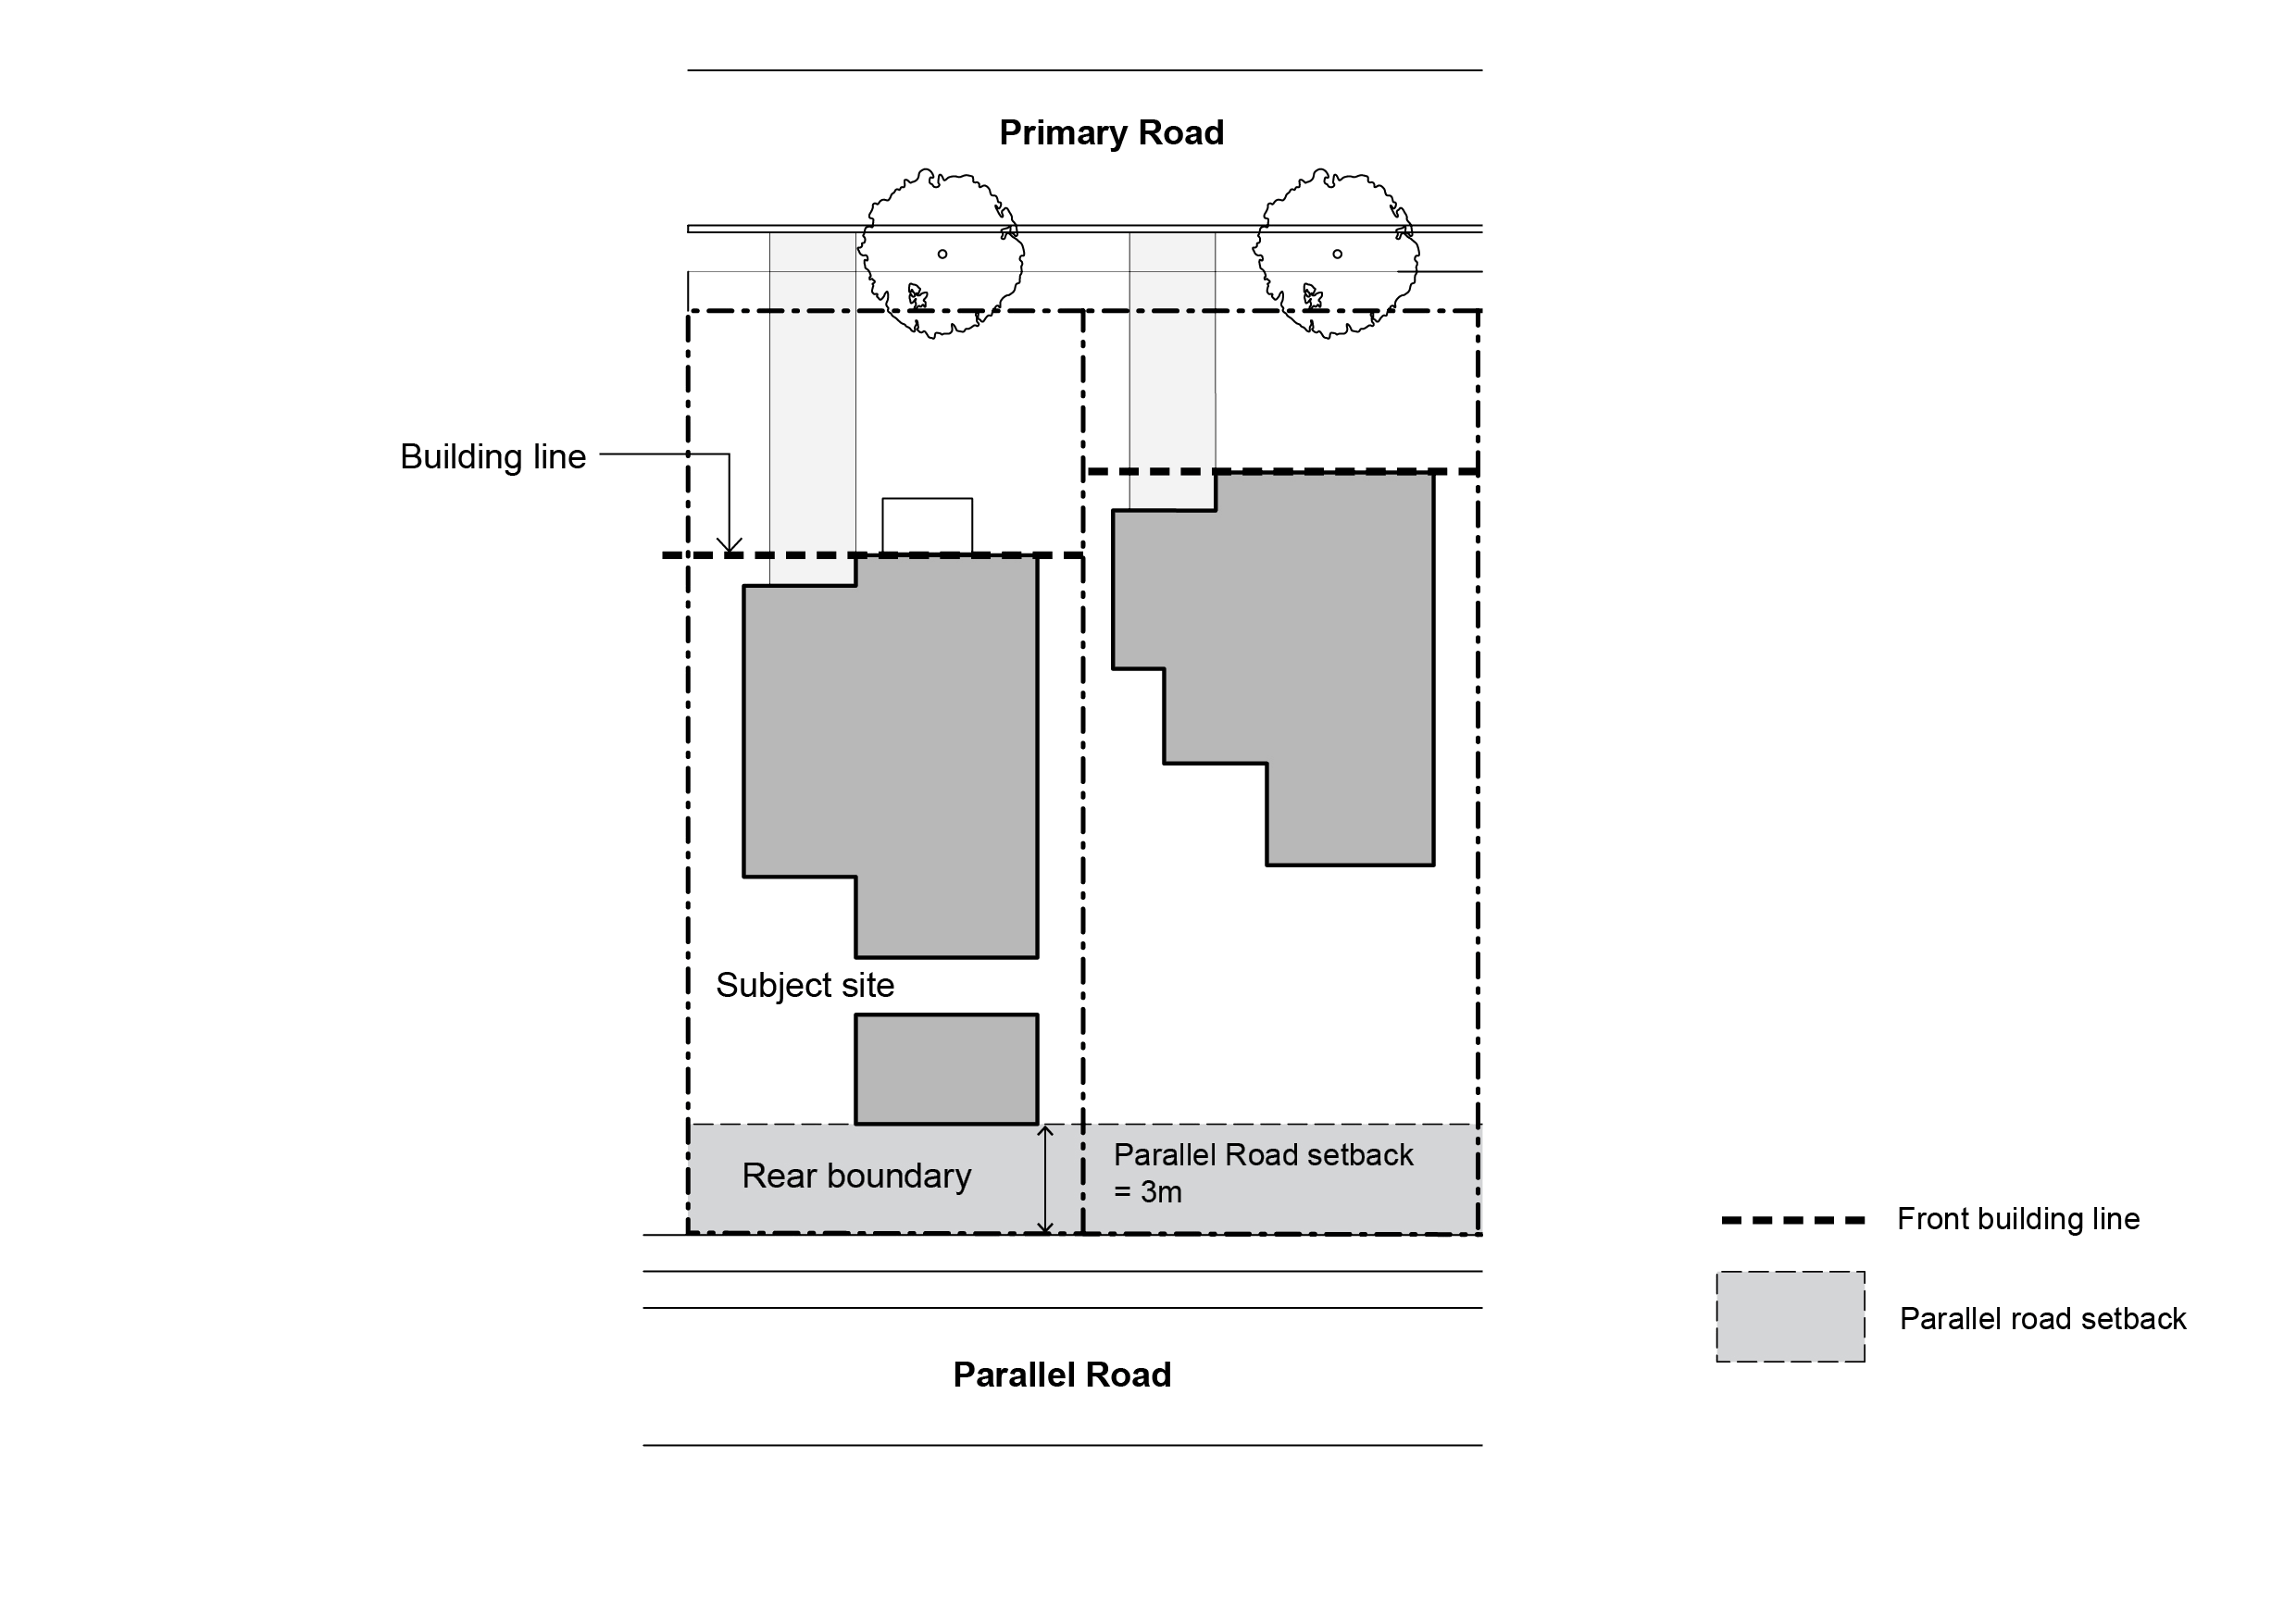 Primary Road
Building line
Subject site
Rear boundary
Parallel Road setback
= 3m
Front building line
Parallel road setback
Parallel Road